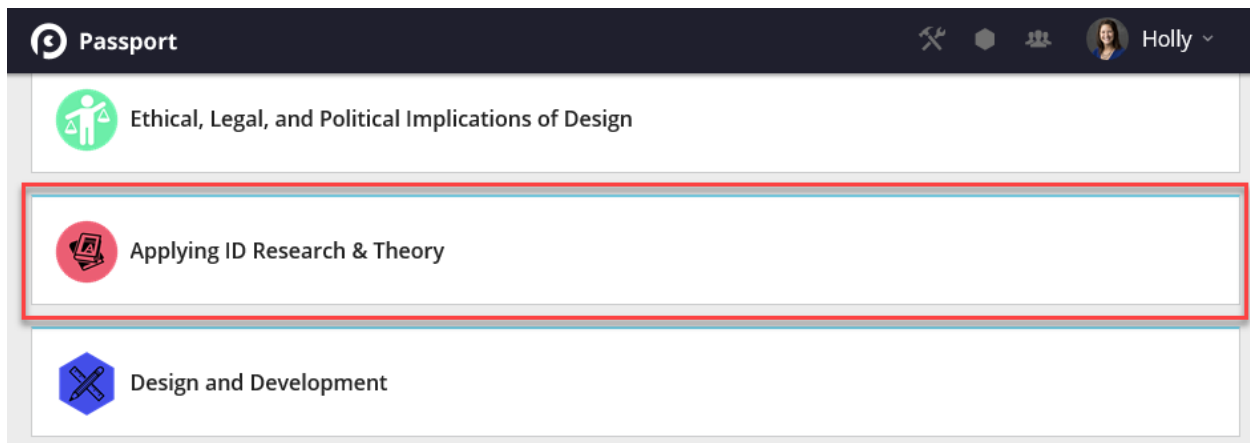 Passport
Holly
Ethical, Legal, and Political Implications of Design
Applying ID Research & Theory
Design and Development